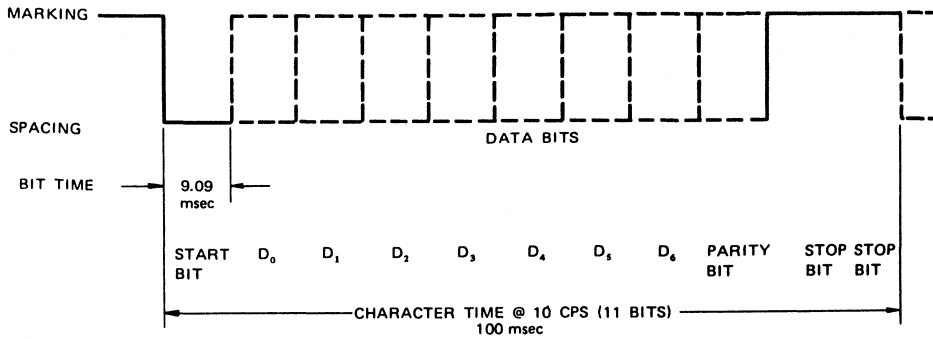 MARKING
SPACING
DATA BITS
BIT TIME
9.09
msec
START
BIT
D₀
D₁
D₂
D₃
D₄
D₅
D₆
PARITY
BIT
STOP
BIT
STOP
BIT
CHARACTER TIME @ 10 CPS (11 BITS)
100 msec